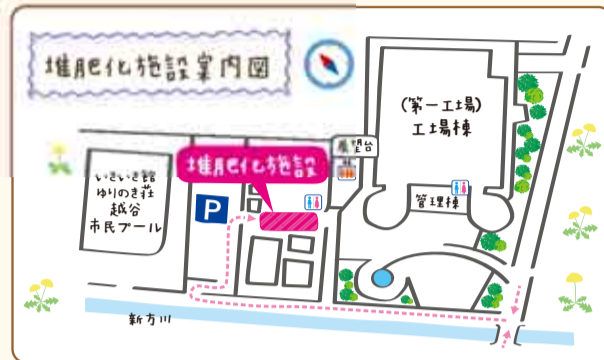 堆肥化施設案内図
(第一工場)
工場棟
展望台
堆肥化施設
いきいき館
ゆりのき荘
越谷
市民プール
P
管理棟
新方川